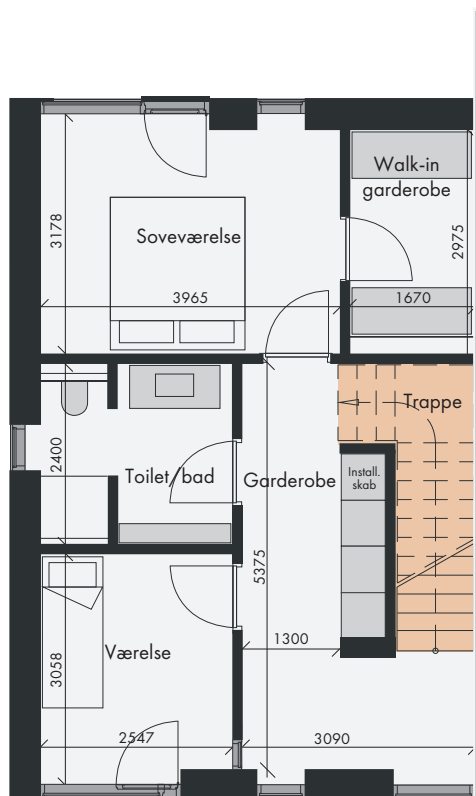 Walk-in
garderobe
Soveværelse
3178
2975
3965
1670
Trappe
2400
Toilet/bad
Garderobe
Install.
skab
5375
1300
Værelse
3058
2547
3090